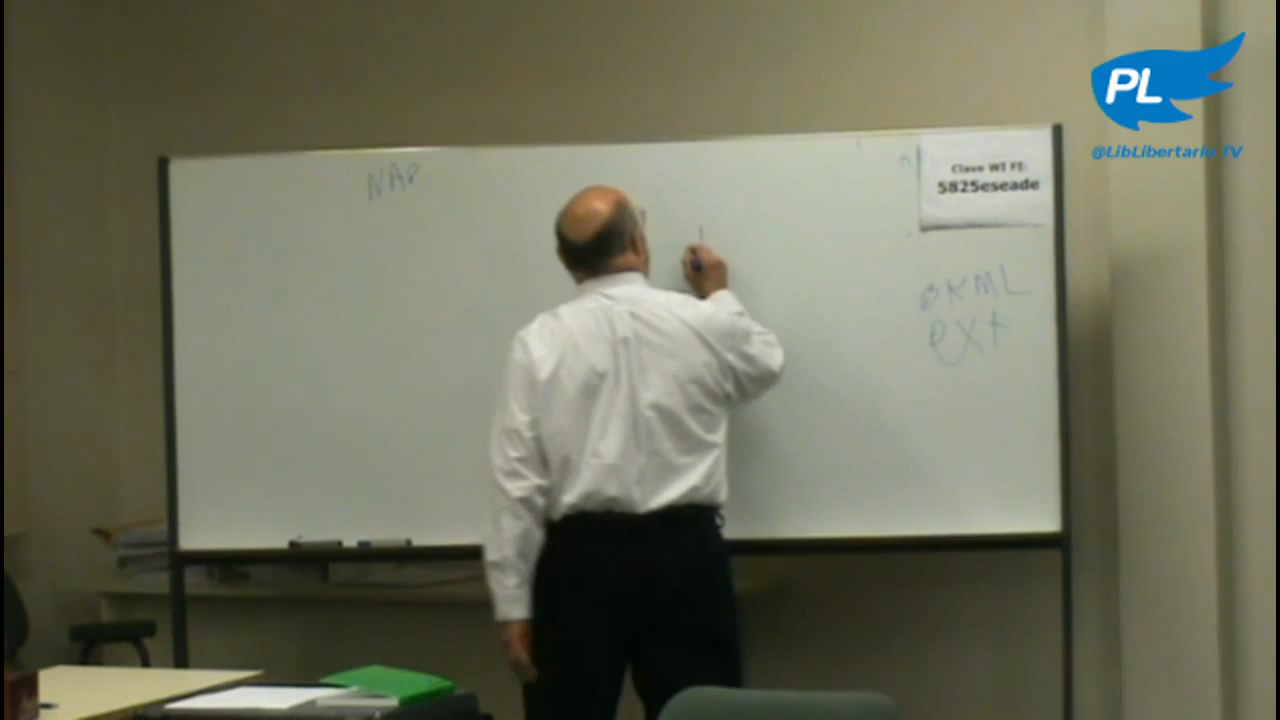 PL
@LibLibertario TV
Clave WI FI:
5825eseade
NAP
ext